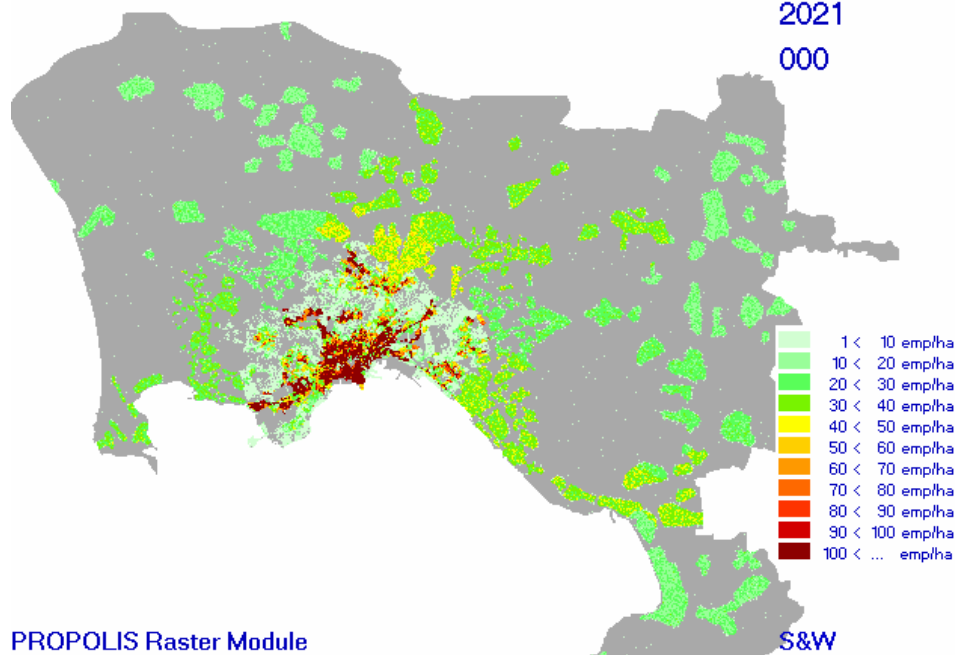 2021
000
1 < 10 emp/ha
10 < 20 emp/ha
20 < 30 emp/ha
30 < 40 emp/ha
40 < 50 emp/ha
50 < 60 emp/ha
60 < 70 emp/ha
70 < 80 emp/ha
80 < 90 emp/ha
90 < 100 emp/ha
100 < ... emp/ha
PROPOLIS Raster Module
S&W